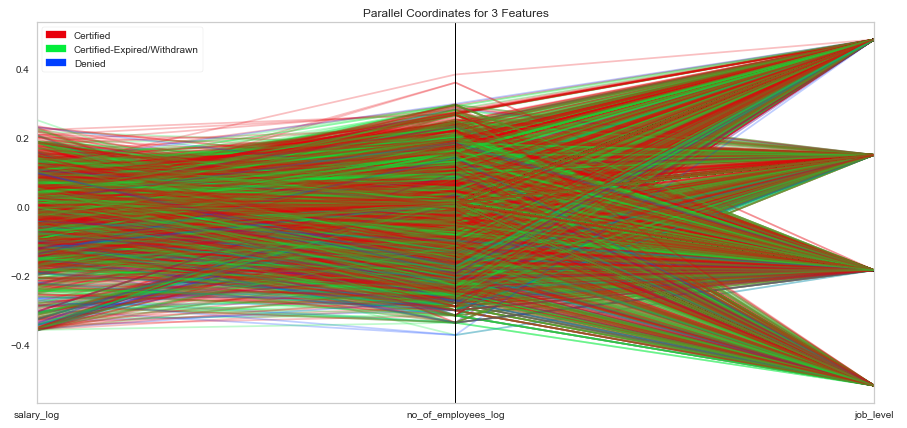 Parallel Coordinates for 3 Features
Certified
Certified-Expired/Withdrawn
Denied
0.4
0.2
0.0
−0.2
−0.4
salary_log
no_of_employees_log
job_level